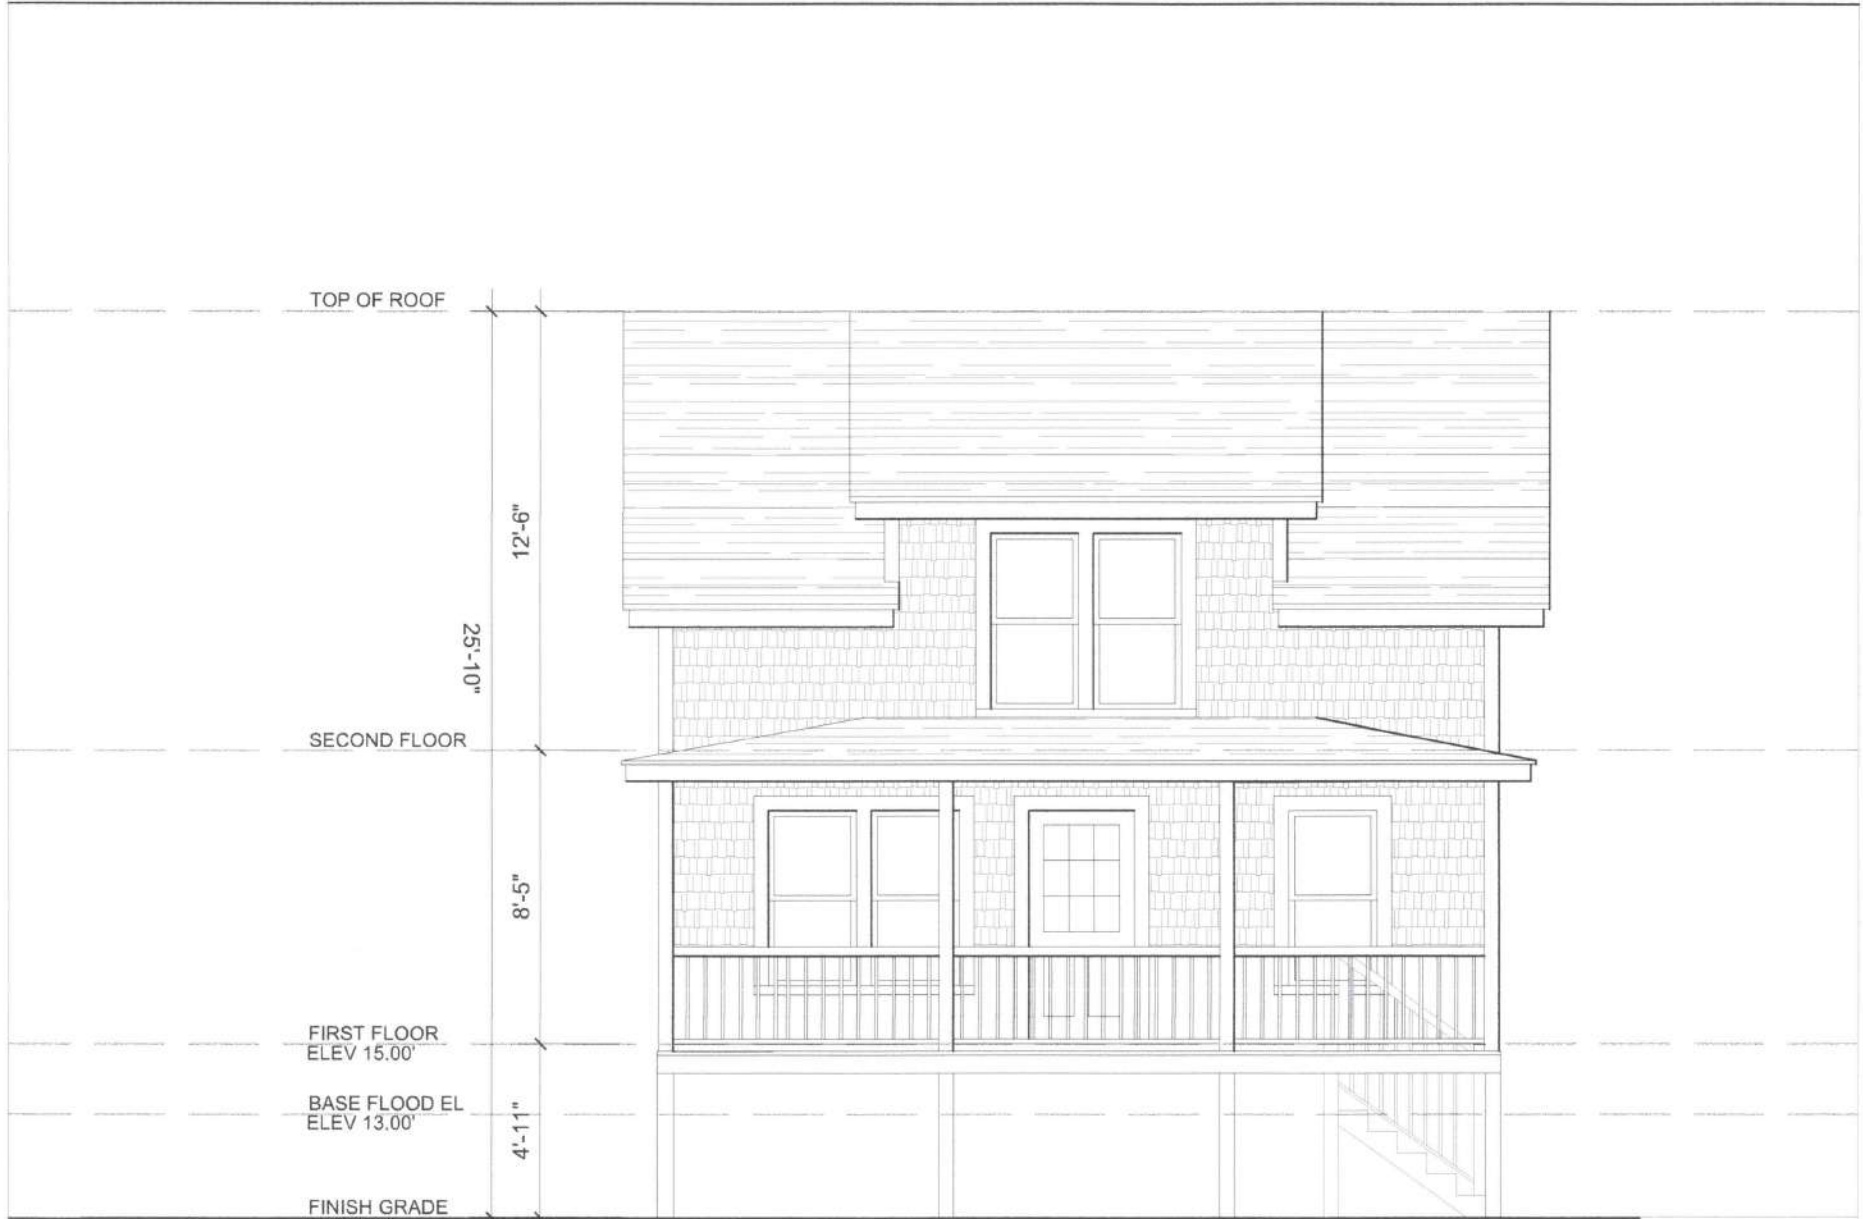 TOP OF ROOF
12'-6"
25'-10"
SECOND FLOOR
8'-5"
FIRST FLOOR
ELEV 15.00'
BASE FLOOD EL
ELEV 13.00'
4'-11"
FINISH GRADE